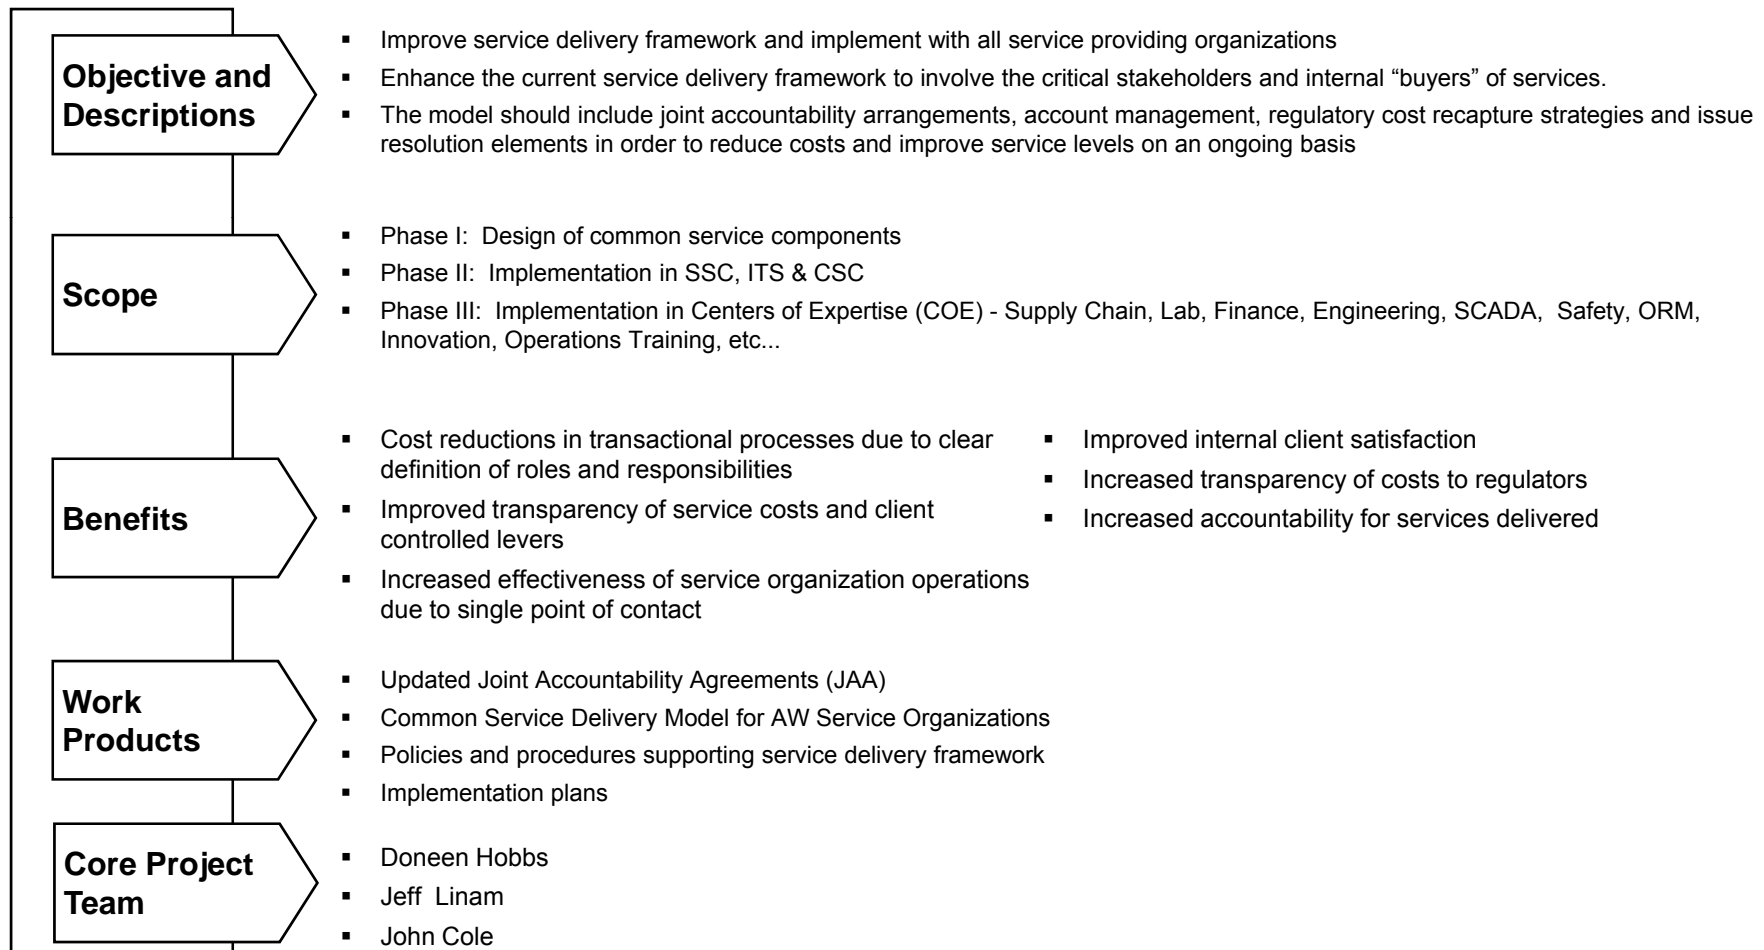 Objective and
Descriptions
▪ Improve service delivery framework and implement with all service providing organizations
▪ Enhance the current service delivery framework to involve the critical stakeholders and internal “buyers” of services.
▪ The model should include joint accountability arrangements, account management, regulatory cost recapture strategies and issue
resolution elements in order to reduce costs and improve service levels on an ongoing basis
Scope
▪ Phase I:  Design of common service components
▪ Phase II:  Implementation in SSC, ITS & CSC
▪ Phase III:  Implementation in Centers of Expertise (COE) - Supply Chain, Lab, Finance, Engineering, SCADA,  Safety, ORM,
Innovation, Operations Training, etc...
Benefits
▪ Cost reductions in transactional processes due to clear
definition of roles and responsibilities
▪ Improved transparency of service costs and client
controlled levers
▪ Increased effectiveness of service organization operations
due to single point of contact
▪ Improved internal client satisfaction
▪ Increased transparency of costs to regulators
▪ Increased accountability for services delivered
Work
Products
▪ Updated Joint Accountability Agreements (JAA)
▪ Common Service Delivery Model for AW Service Organizations
▪ Policies and procedures supporting service delivery framework
▪ Implementation plans
Core Project
Team
▪ Doneen Hobbs
▪ Jeff  Linam
▪ John Cole